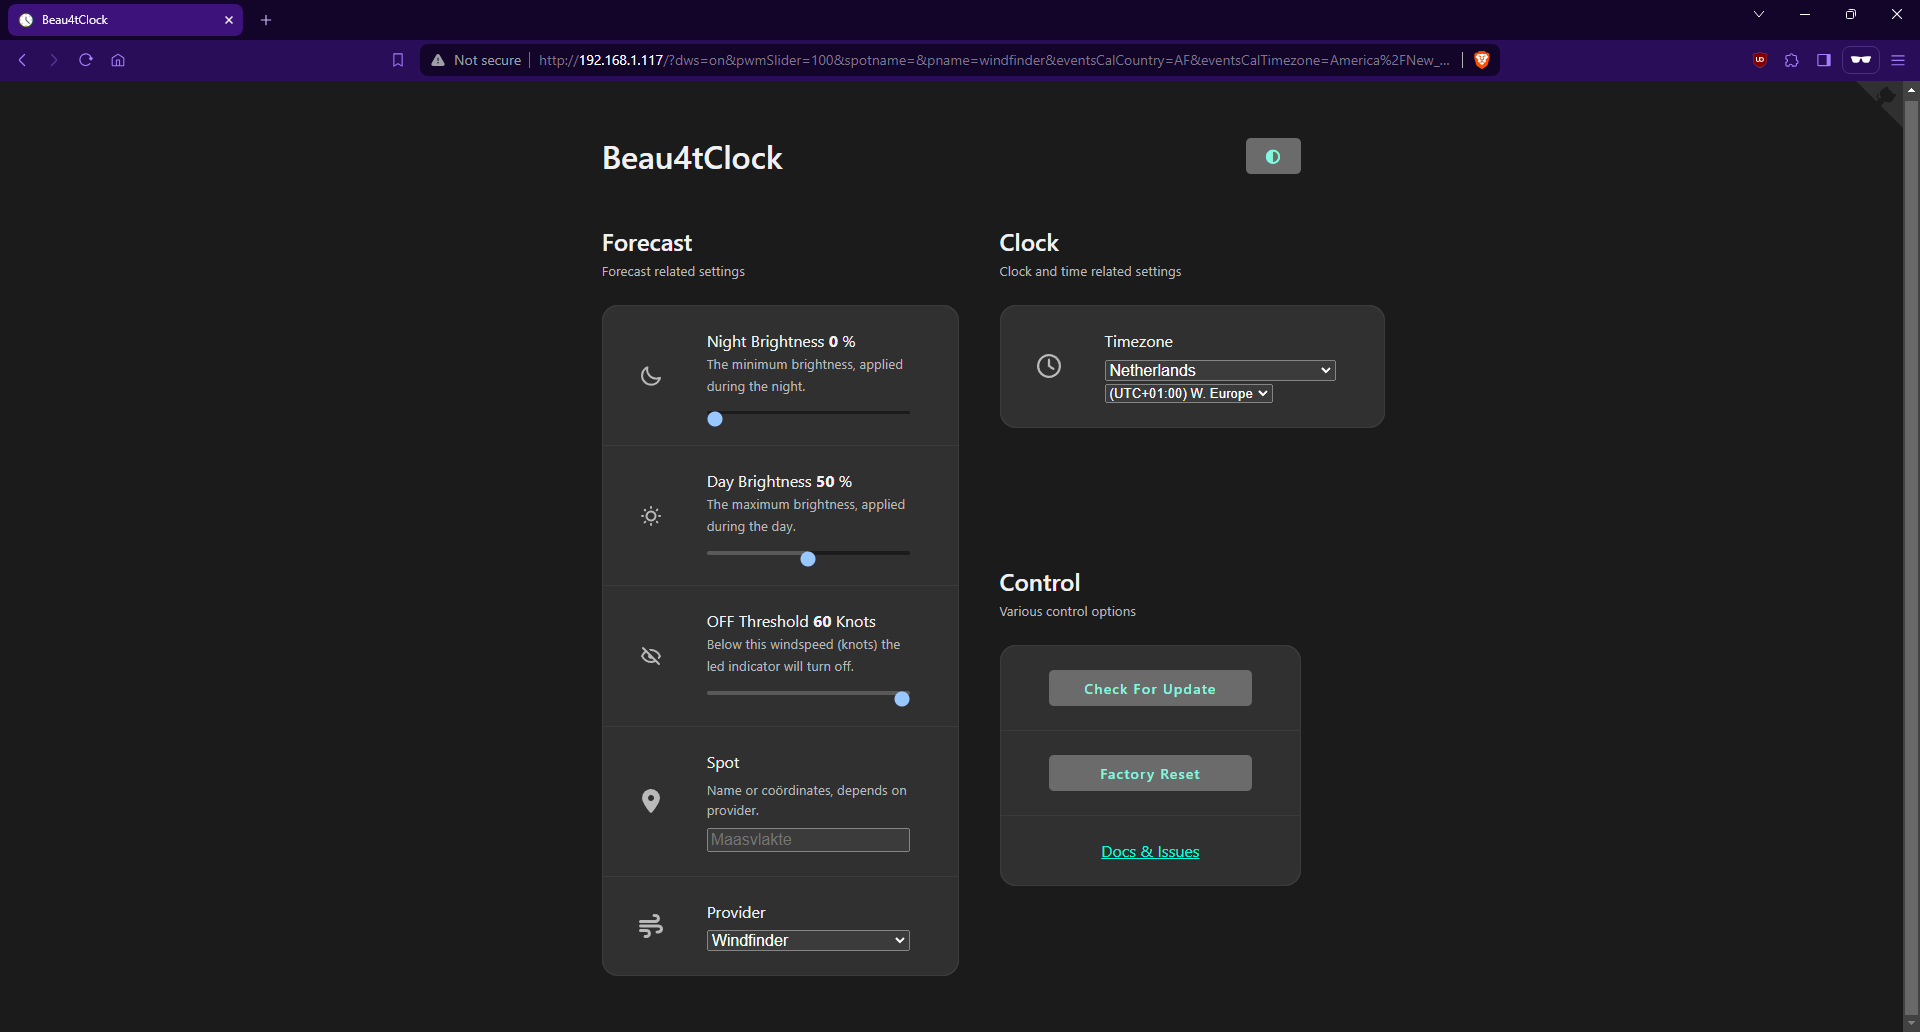 Beau4tClock
Not secure
http://192.168.1.117/?dws=on&pwmSlider=100&spotname=&pname=windfinder&eventsCalCountry=AF&eventsCalTimezone=America%2FNew_...
Beau4tClock
Forecast
Forecast related settings
Night Brightness 0 %
The minimum brightness, applied
during the night.
Day Brightness 50 %
The maximum brightness, applied
during the day.
OFF Threshold 60 Knots
Below this windspeed (knots) the
led indicator will turn off.
Spot
Name or coördinates, depends on
provider.
Maasvlakte
Provider
Windfinder
Clock
Clock and time related settings
Timezone
Netherlands
(UTC+01:00) W. Europe
Control
Various control options
Check For Update
Factory Reset
Docs & Issues